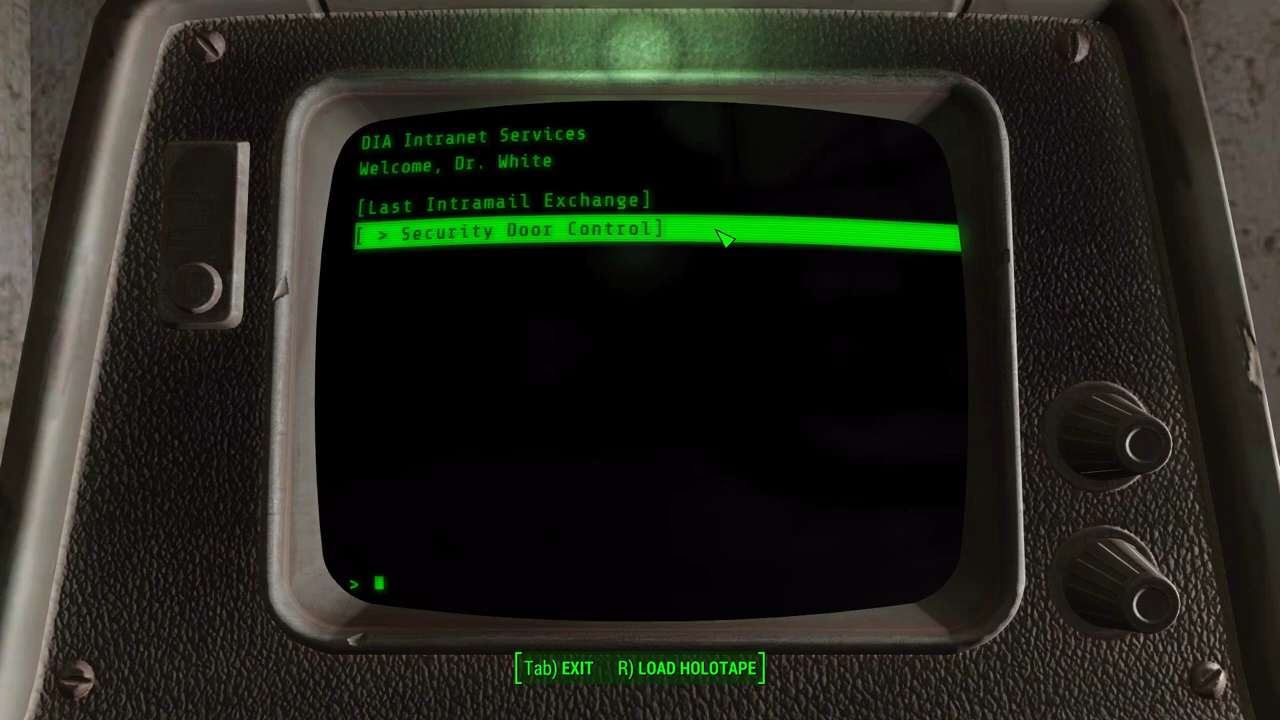 DIA Intranet Services
Welcome, Dr. White
[Last Intramail Exchange]
[ > Security Door Control]
>
[Tab) EXIT R) LOAD HOLOTAPE]